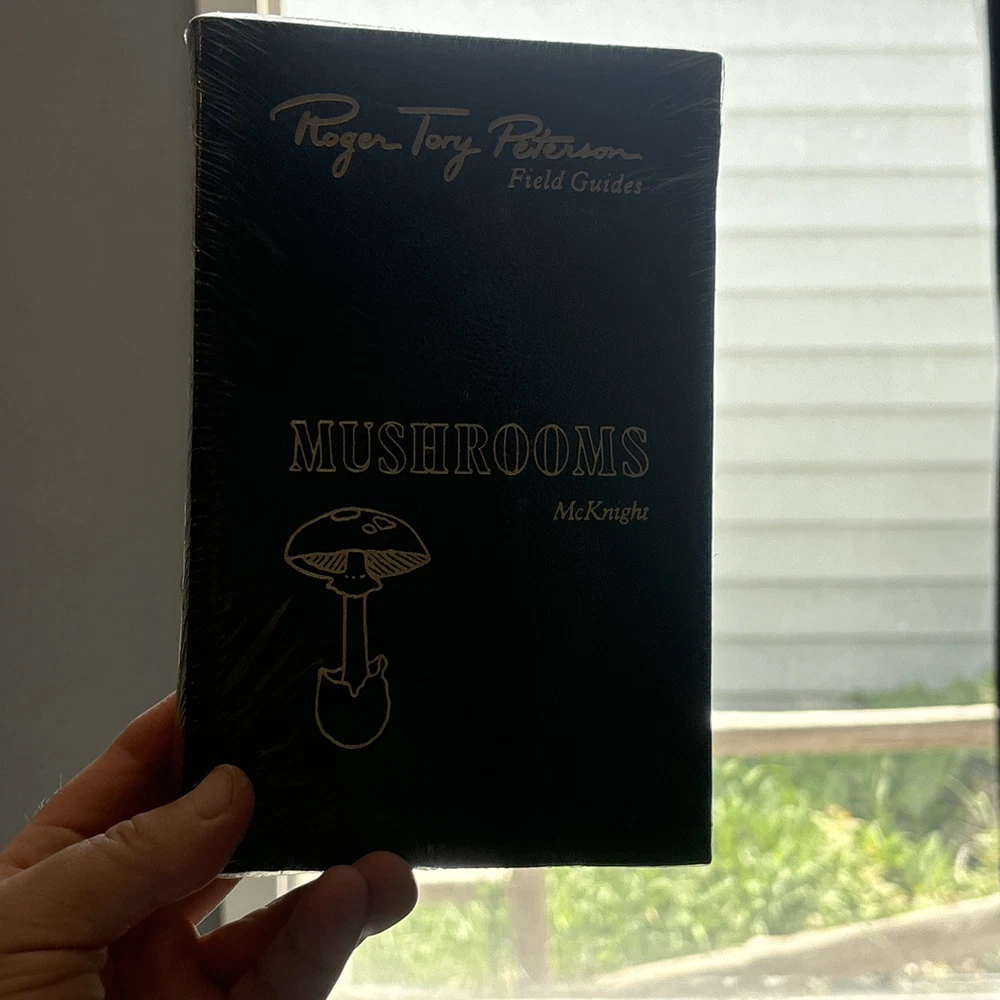 Roger Tory Peterson
Field Guides
MUSHROOMS
McKnight